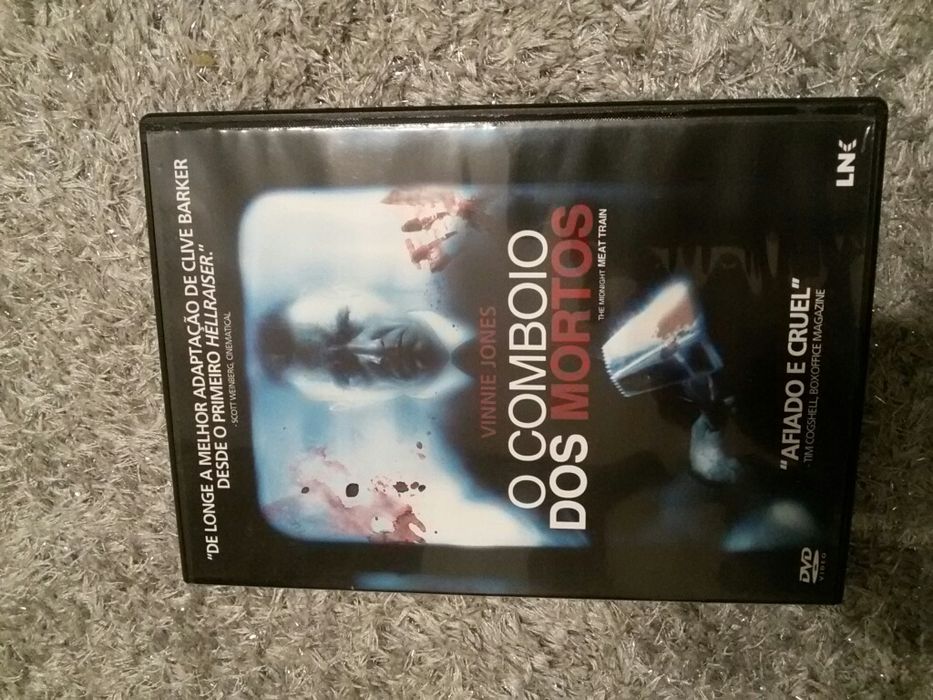 "DE LONGE A MELHOR ADAPTAÇÃO DE CLIVE BARKER
DESDE O PRIMEIRO HELLRAISER."
-SCOTT WEINBERG, CINEMATICAL
VINNIE JONES
O COMBOIO
DOS MORTOS
THE MIDNIGHT MEAT TRAIN
"AFIADO E CRUEL"
-TIM COGSHELL, BOXOFFICE MAGAZINE
DVD
VIDEO
LNK